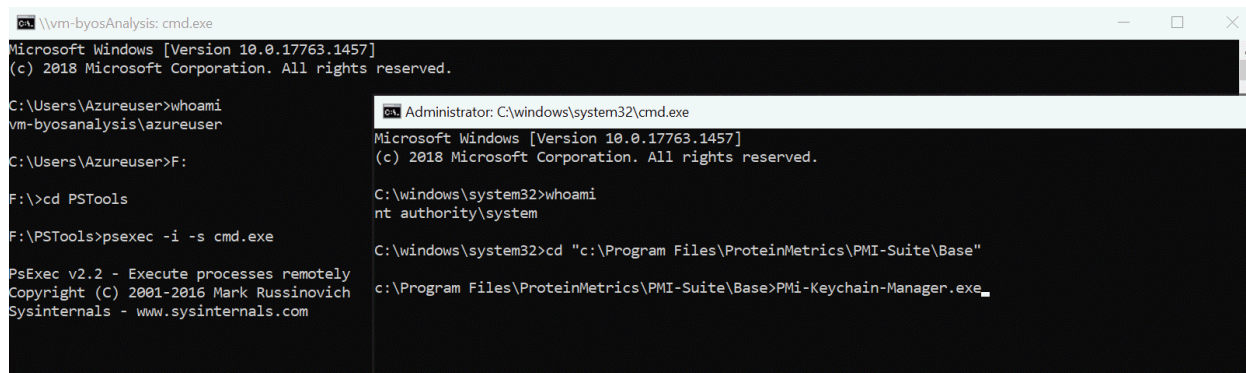 \\vm-byosAnalysis: cmd.exe
Microsoft Windows [Version 10.0.17763.1457]
(c) 2018 Microsoft Corporation. All rights reserved.
C:\Users\Azureuser>whoami
vm-byosanalysis\azureuser
C:\Users\Azureuser>F:
F:\>cd PSTools
F:\PSTools>psexec -i -s cmd.exe
PsExec v2.2 - Execute processes remotely
Copyright (C) 2001-2016 Mark Russinovich
Sysinternals - www.sysinternals.com
Administrator: C:\windows\system32\cmd.exe
Microsoft Windows [Version 10.0.17763.1457]
(c) 2018 Microsoft Corporation. All rights reserved.
C:\windows\system32>whoami
nt authority\system
C:\windows\system32>cd "c:\Program Files\ProteinMetrics\PMI-Suite\Base"
c:\Program Files\ProteinMetrics\PMI-Suite\Base>PMi-Keychain-Manager.exe